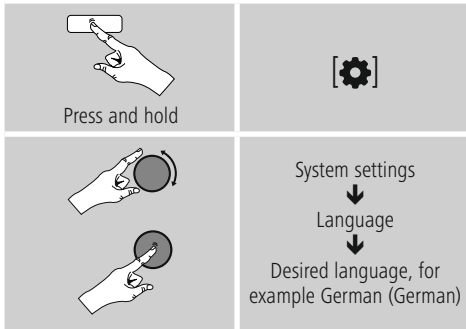 Press and hold
[ ]
System settings
Language
Desired language, for
example German (German)